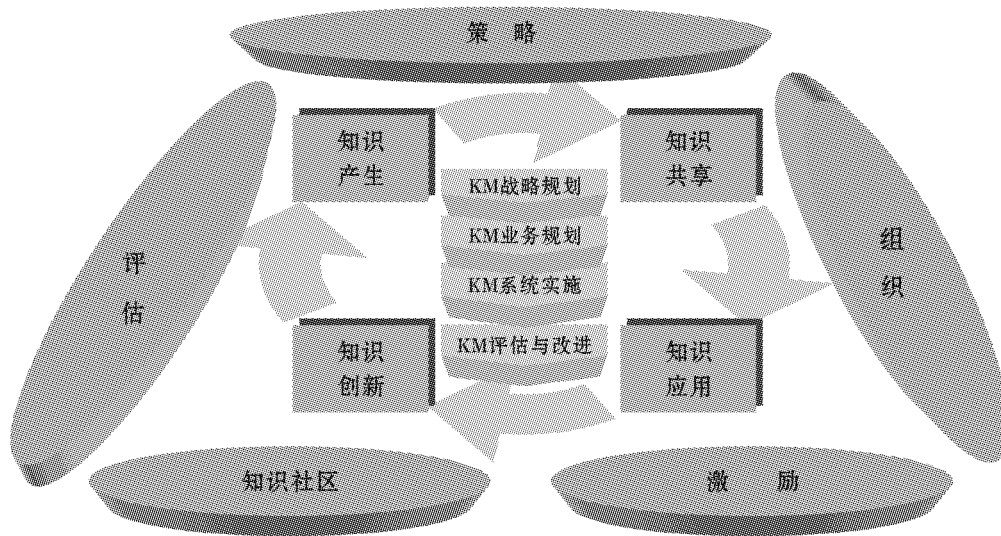 策 略
知识
产生
知识
共享
KM战略规划
KM业务规划
KM系统实施
KM评估与改进
评
估
组
织
知识
创新
知识
应用
知识社区
激 励